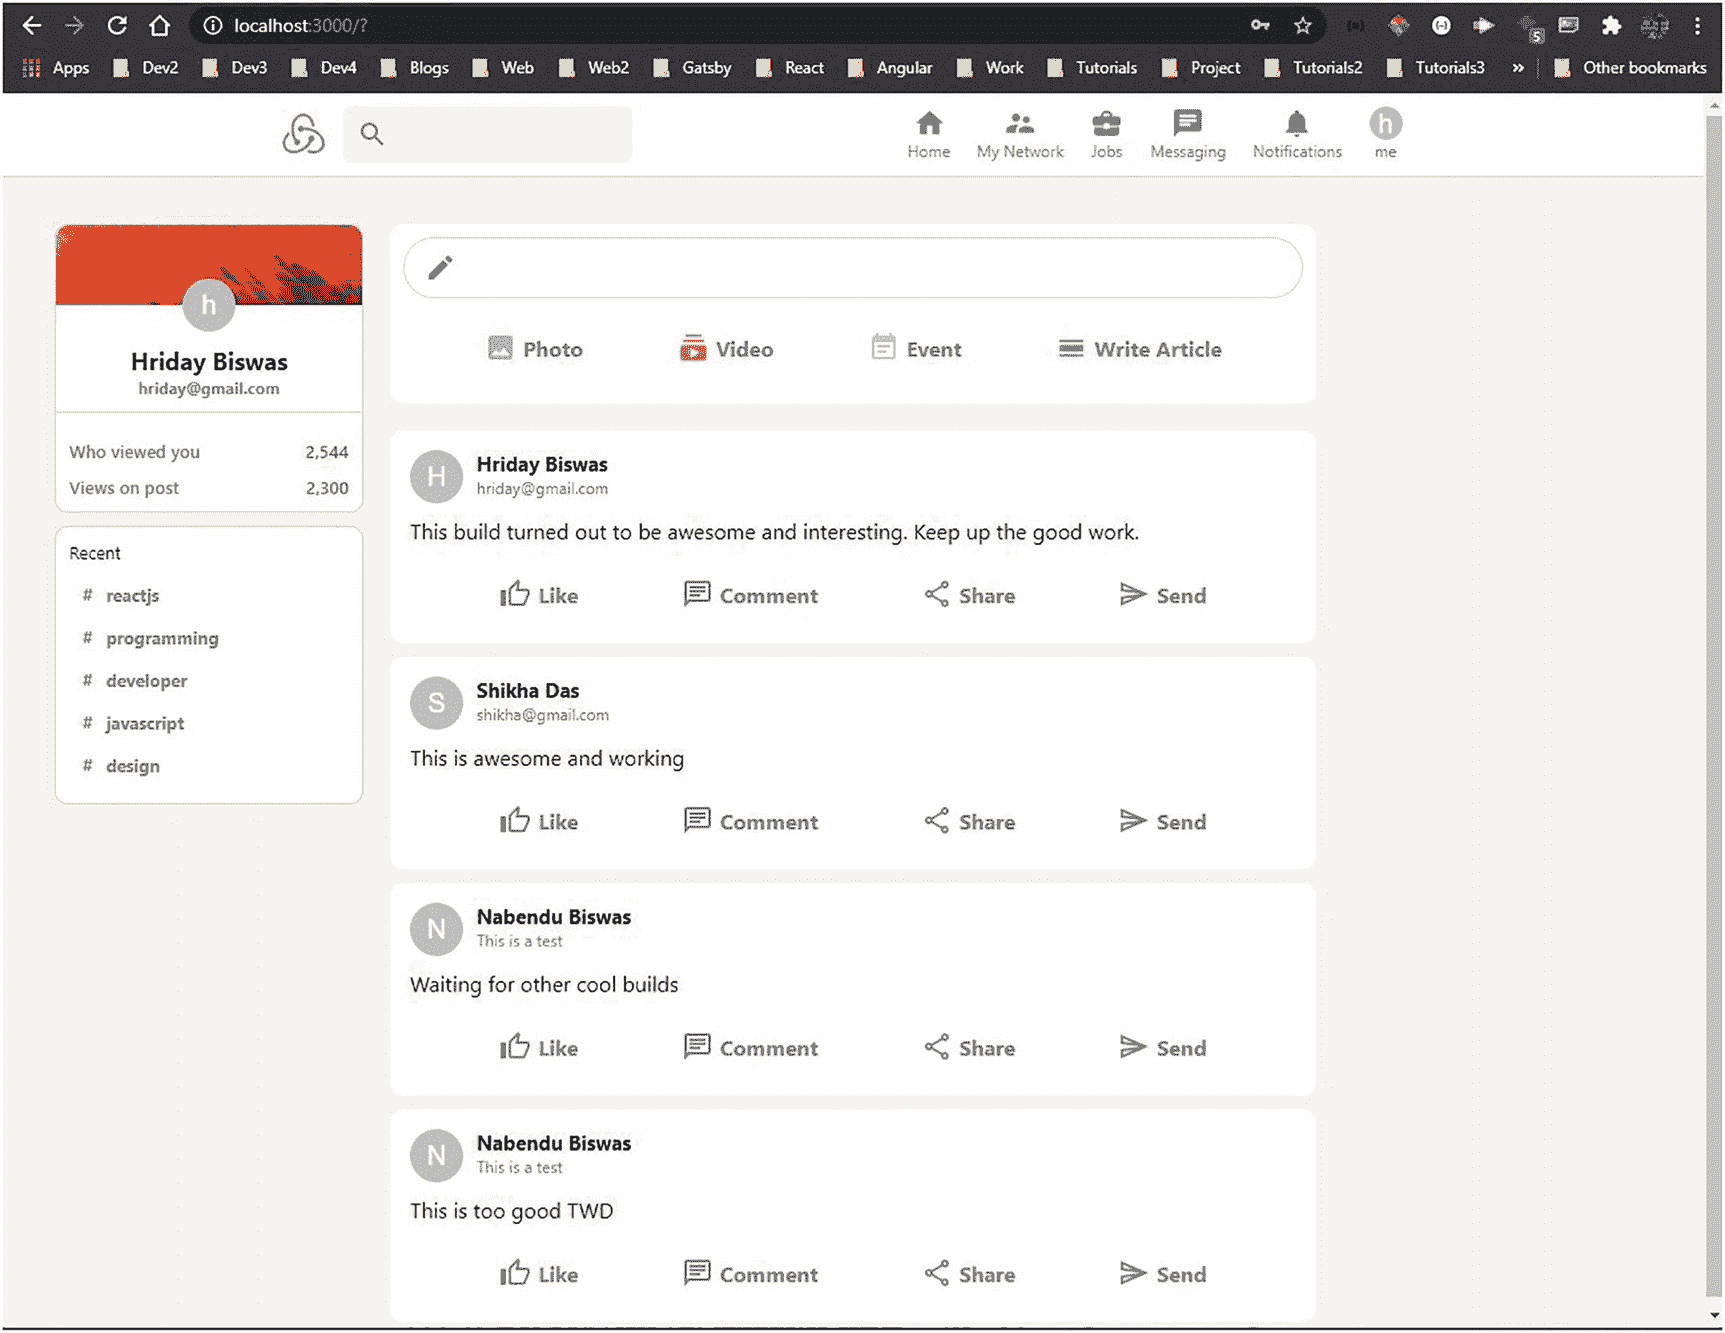 localhost:3000/?
5
Apps Dev2 Dev3 Dev4 Blogs Web Web2 Gatsby React Angular Work Tutorials Project Tutorials2 Tutorials3 » Other bookmarks
Home My Network Jobs Messaging Notifications h me
h
Hriday Biswas
hriday@gmail.com
Who viewed you 2,544
Views on post 2,300
Recent
# reactjs
# programming
# developer
# javascript
# design
Photo Video Event Write Article
H Hriday Biswas
hriday@gmail.com
This build turned out to be awesome and interesting. Keep up the good work.
Like Comment Share Send
S Shikha Das
shikha@gmail.com
This is awesome and working
Like Comment Share Send
N Nabendu Biswas
This is a test
Waiting for other cool builds
Like Comment Share Send
N Nabendu Biswas
This is a test
This is too good TWD
Like Comment Share Send